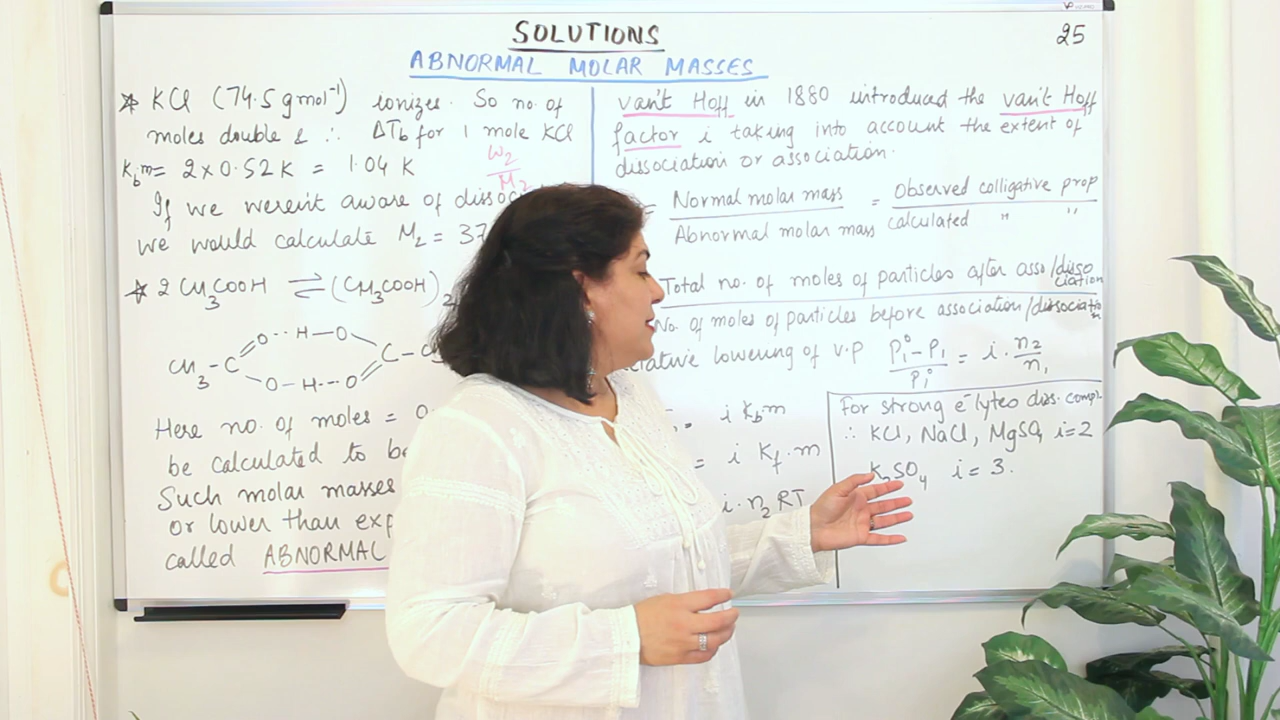 SOLUTIONS
25
ABNORMAL MOLAR MASSES
* KCl (74.5 g mol⁻¹) ionizes. So no. of
moles double & ∴ ΔTb for 1 mole KCl
Kbm = 2 x 0.52 K = 1.04 K
w₂
M₂
If we weren't aware of
we would calculate M₂ = 37
* 2 CH₃COOH ⇌ (CH₃COOH)₂
O·· H—O
CH₃—C C—
O—H···O
Here no. of moles =
be calculated to
Such molar masses
or lower than
called ABNORMAL
van't Hoff in 1880 introduced the van't Hoff
factor i taking into account the extent of
dissociation or association.
= Normal molar mass = Observed colligative prop
Abnormal molar mass calculated " "
Total no. of moles of particles after asso/dissociation
No. of moles of particles before association/dissociation
lowering of v.p P₁°−P₁/P₁° = i · n₂/n₁
= i Kbm
= i Kf·m
i·n₂RT
For strong e⁻lytes diss. compl
∴ KCl, NaCl, MgSO₄ i=2
K₂SO₄ i = 3.